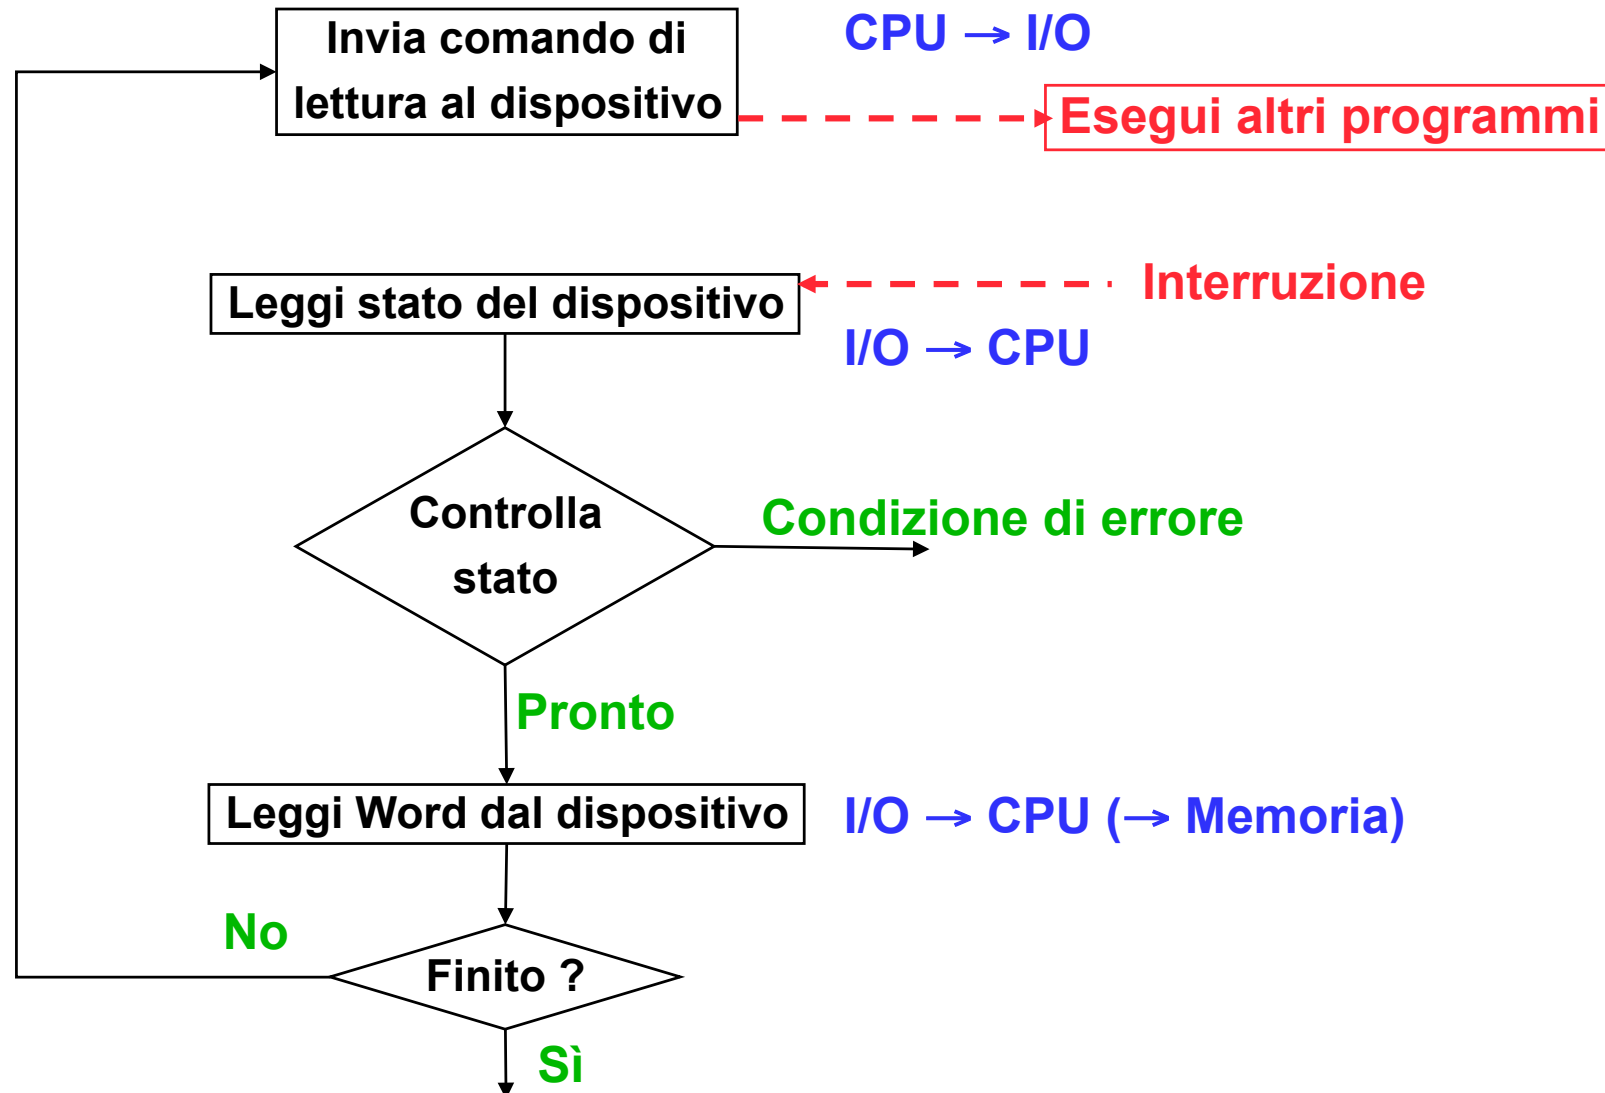 Invia comando di
lettura al dispositivo
CPU → I/O
Esegui altri programmi
Leggi stato del dispositivo
Interruzione
I/O → CPU
Controlla
stato
Condizione di errore
Pronto
Leggi Word dal dispositivo
I/O → CPU (→ Memoria)
No
Finito ?
Sì